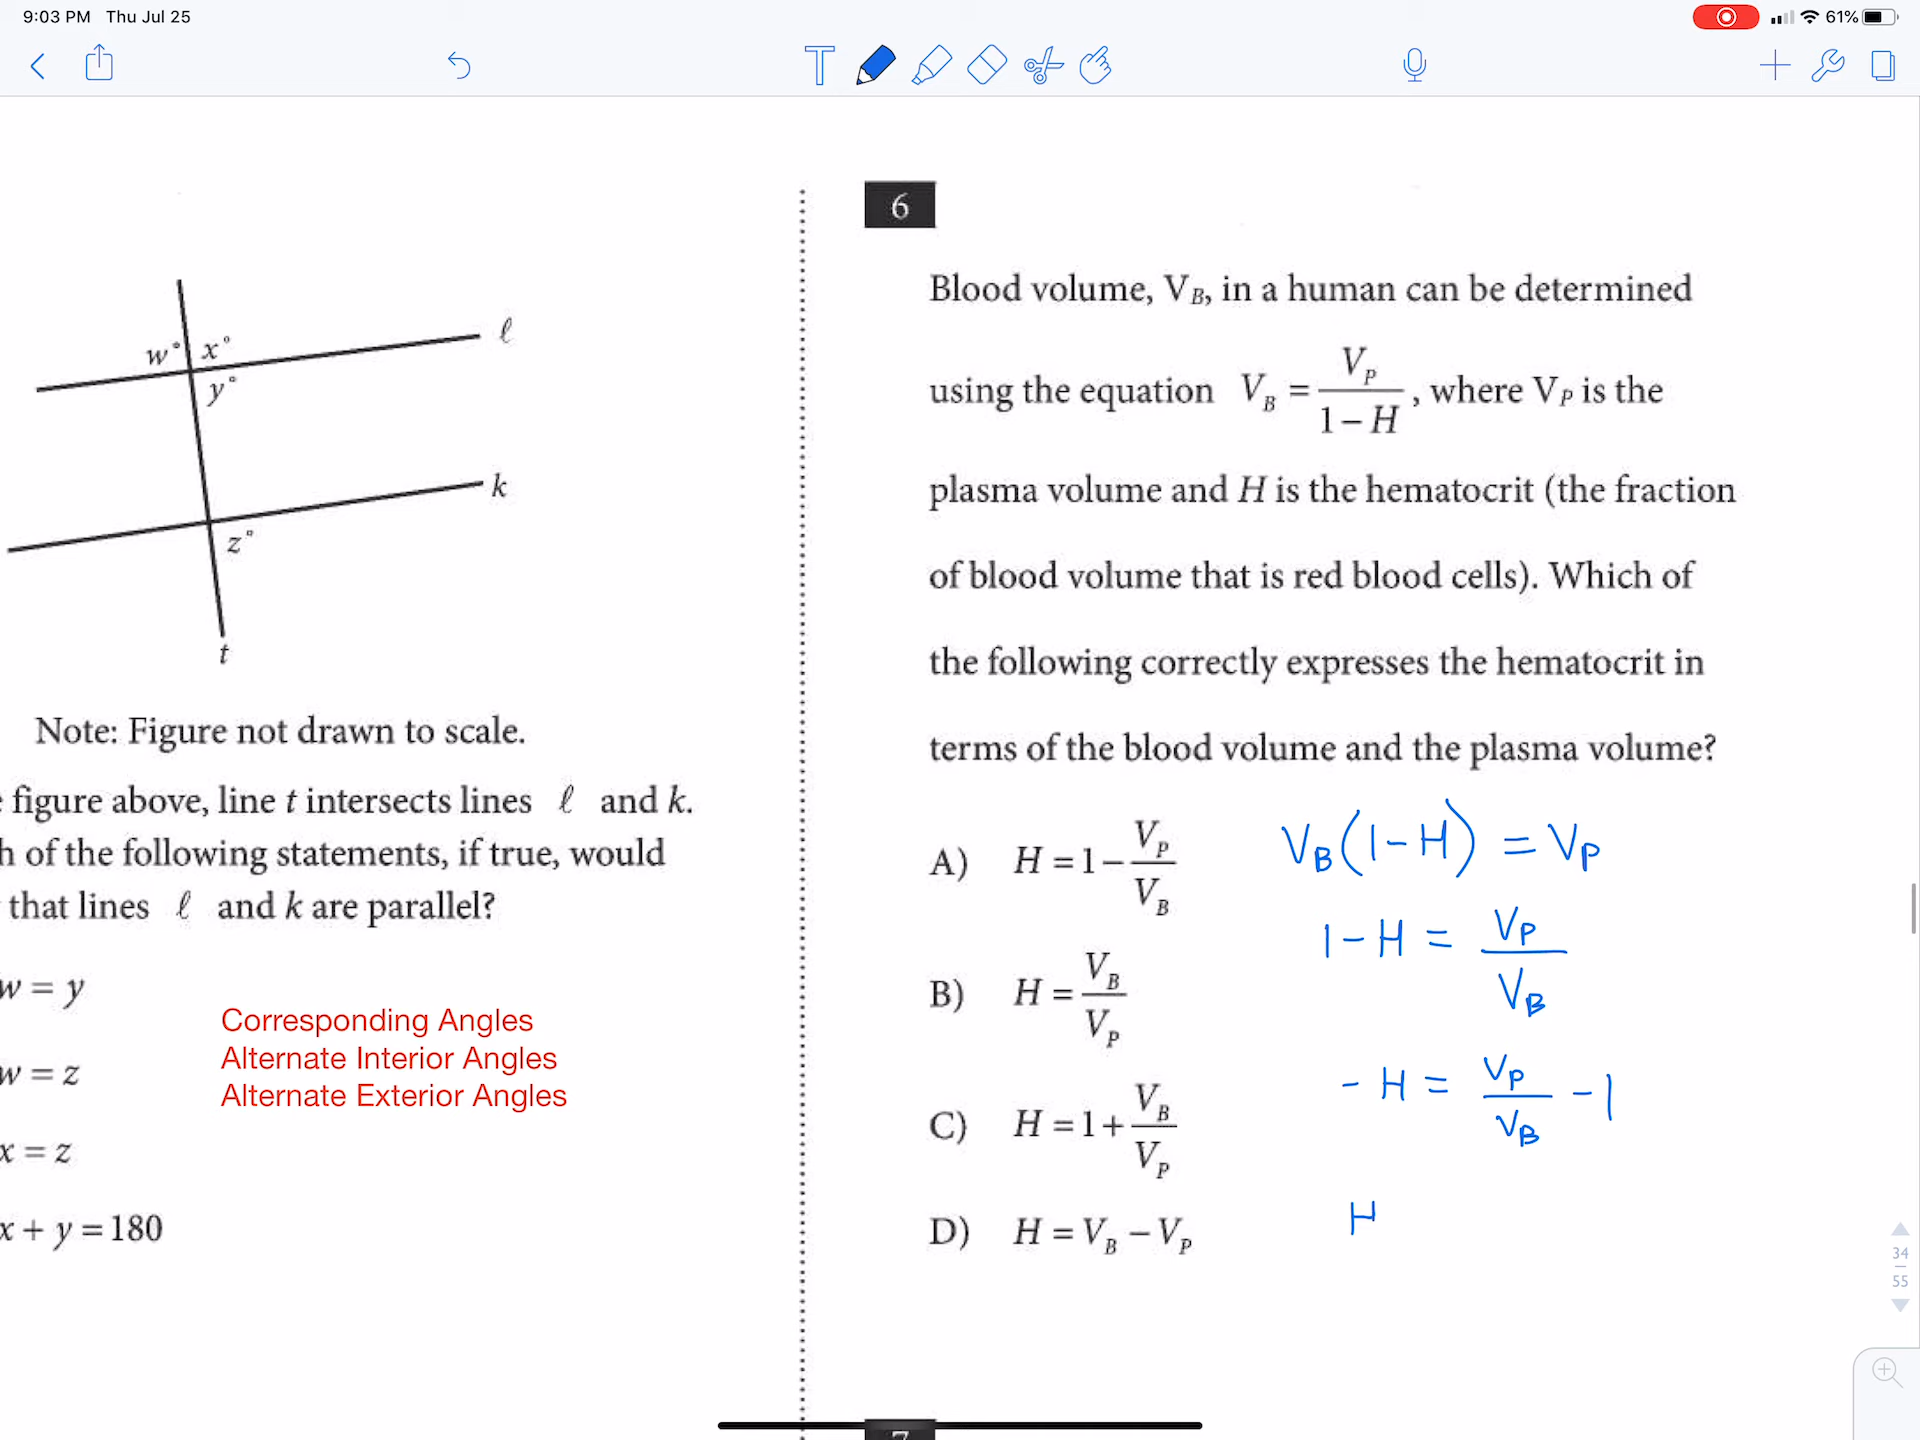 9:03 PM Thu Jul 25
61%
w° x°
y°
ℓ
k
z°
t
Note: Figure not drawn to scale.
figure above, line t intersects lines ℓ and k.
h of the following statements, if true, would
that lines ℓ and k are parallel?
w = y
w = z
x = z
x + y = 180
Corresponding Angles
Alternate Interior Angles
Alternate Exterior Angles
6
Blood volume, V_B, in a human can be determined
using the equation V_B = V_P / (1 − H), where V_P is the
plasma volume and H is the hematocrit (the fraction
of blood volume that is red blood cells). Which of
the following correctly expresses the hematocrit in
terms of the blood volume and the plasma volume?
A) H = 1 − V_P / V_B
B) H = V_B / V_P
C) H = 1 + V_B / V_P
D) H = V_B − V_P
V_B (1 − H) = V_P
1 − H = V_P / V_B
− H = V_P / V_B − 1
H
34
55
7